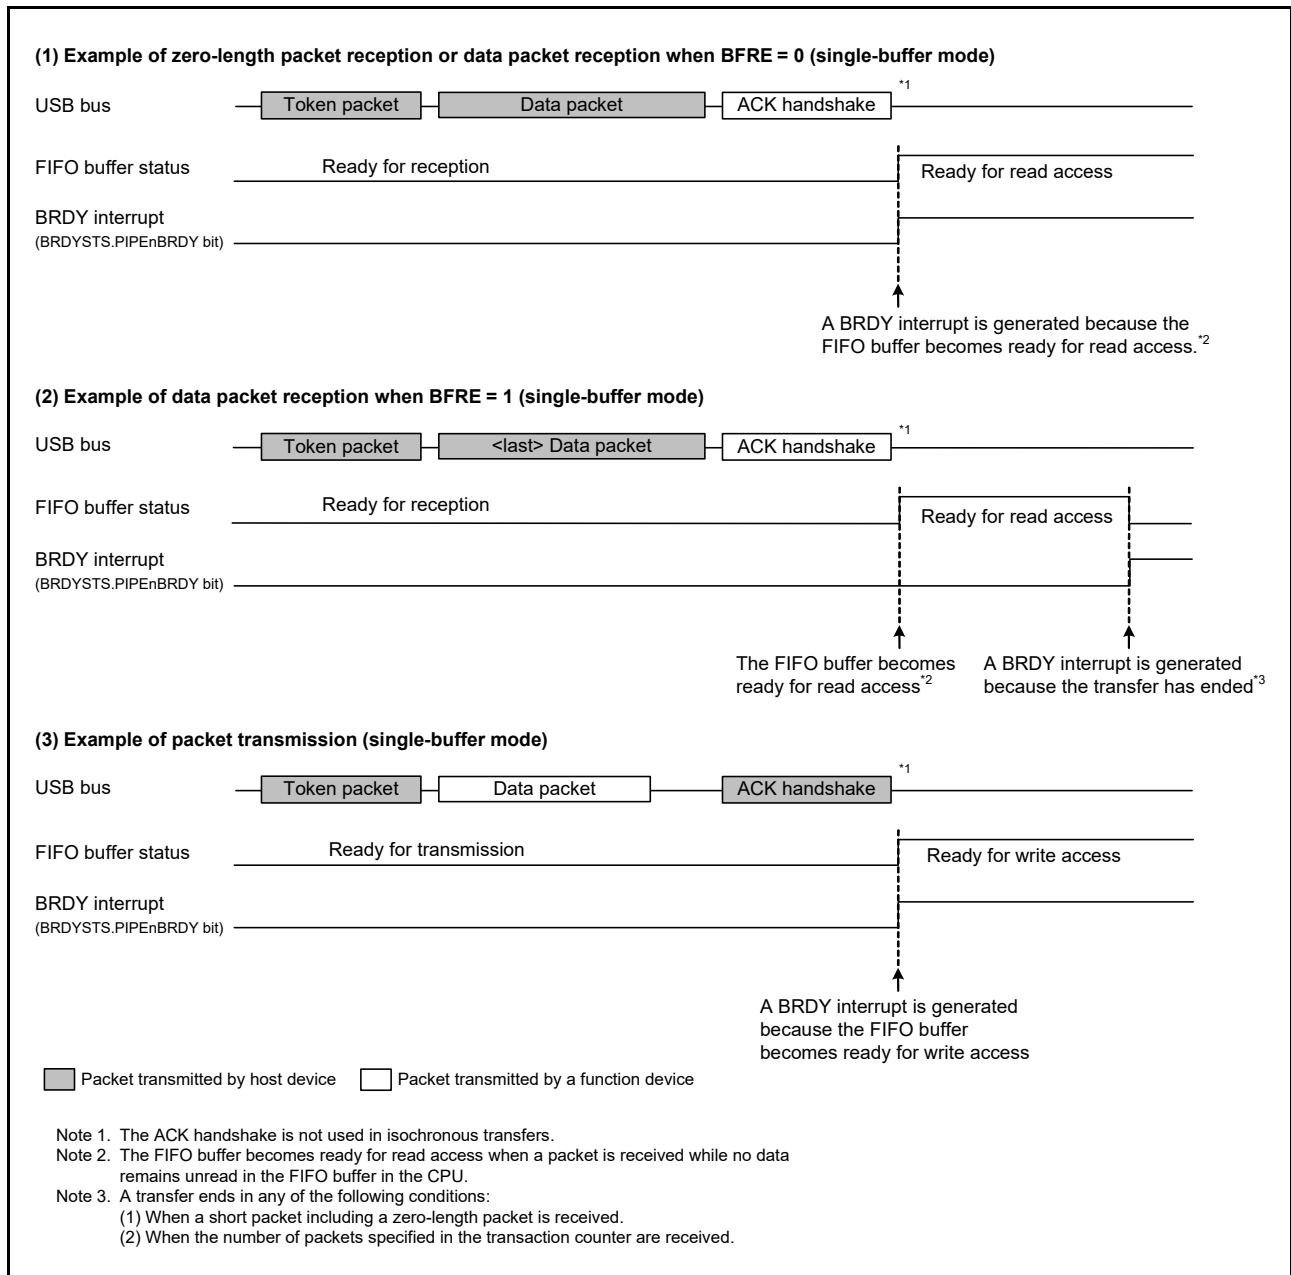 (1) Example of zero-length packet reception or data packet reception when BFRE = 0 (single-buffer mode)
USB bus
Token packet
Data packet
ACK handshake
*1
FIFO buffer status
Ready for reception
Ready for read access
BRDY interrupt
(BRDYSTS.PIPEnBRDY bit)
A BRDY interrupt is generated because the
FIFO buffer becomes ready for read access.*2
(2) Example of data packet reception when BFRE = 1 (single-buffer mode)
USB bus
Token packet
<last> Data packet
ACK handshake
*1
FIFO buffer status
Ready for reception
Ready for read access
BRDY interrupt
(BRDYSTS.PIPEnBRDY bit)
The FIFO buffer becomes
ready for read access*2
A BRDY interrupt is generated
because the transfer has ended*3
(3) Example of packet transmission (single-buffer mode)
USB bus
Token packet
Data packet
ACK handshake
*1
FIFO buffer status
Ready for transmission
Ready for write access
BRDY interrupt
(BRDYSTS.PIPEnBRDY bit)
A BRDY interrupt is generated
because the FIFO buffer
becomes ready for write access
Packet transmitted by host device
Packet transmitted by a function device
Note 1. The ACK handshake is not used in isochronous transfers.
Note 2. The FIFO buffer becomes ready for read access when a packet is received while no data
remains unread in the FIFO buffer in the CPU.
Note 3. A transfer ends in any of the following conditions:
(1) When a short packet including a zero-length packet is received.
(2) When the number of packets specified in the transaction counter are received.